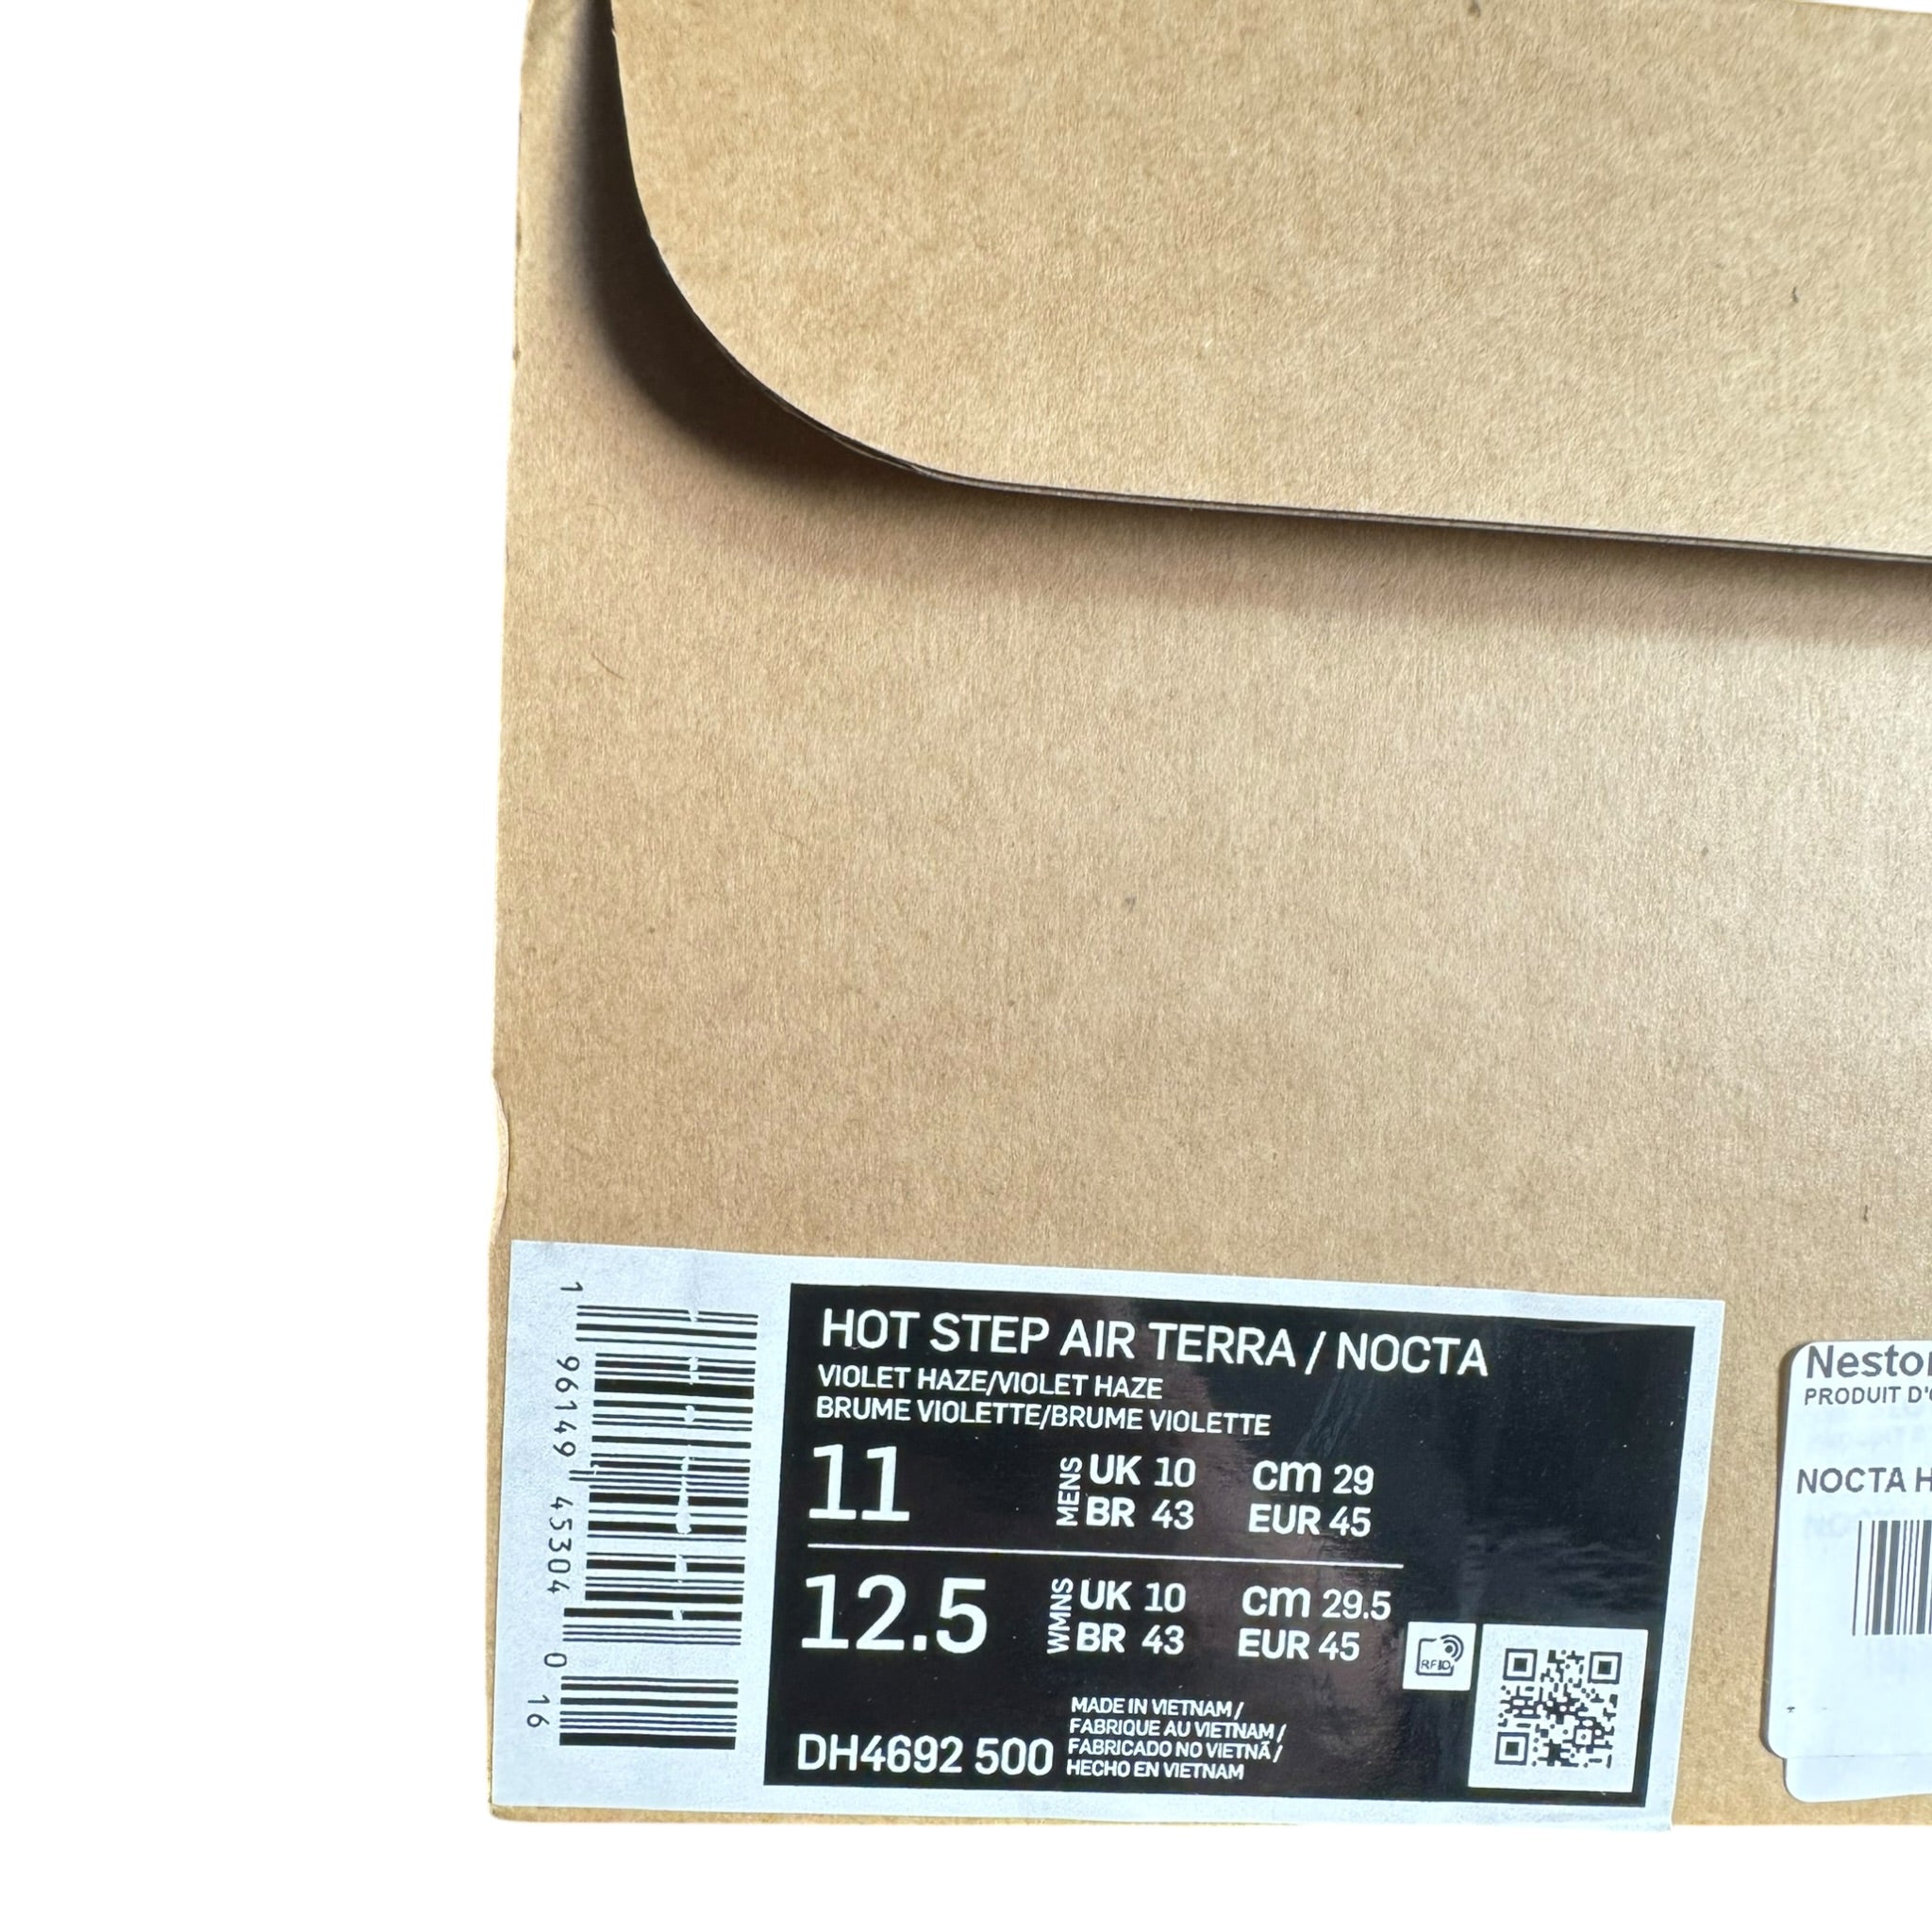 HOT STEP AIR TERRA / NOCTA
VIOLET HAZE/VIOLET HAZE
BRUME VIOLETTE/BRUME VIOLETTE
11
MENS
UK 10
cm 29
BR 43
EUR 45
12.5
WMNS
UK 10
cm 29.5
BR 43
EUR 45
RFID
DH4692 500
MADE IN VIETNAM /
FABRIQUE AU VIETNAM /
FABRICADO NO VIETNÃ /
HECHO EN VIETNAM
1 96149 45304 0 16
PRODUIT
NOCTA